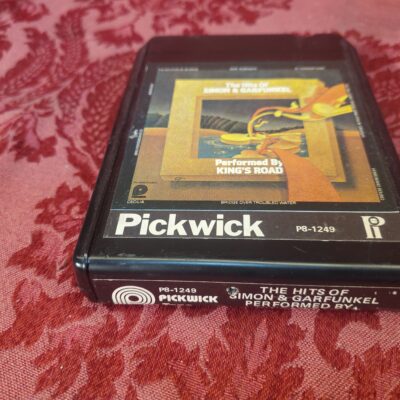 The Hits Of
SIMON & GARFUNKEL
Performed By
KING'S ROAD
CECILIA
BRIDGE OVER TROUBLED WATER
Pickwick
P8-1249
P8-1249
PICKWICK
THE HITS OF
SIMON & GARFUNKEL
PERFORMED BY